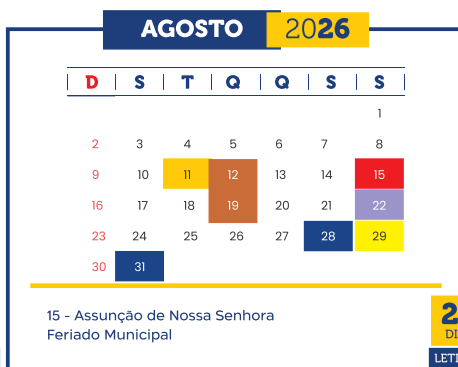 AGOSTO 2026
D S T Q Q S S
1
2 3 4 5 6 7 8
9 10 11 12 13 14 15
16 17 18 19 20 21 22
23 24 25 26 27 28 29
30 31
15 - Assunção de Nossa Senhora
Feriado Municipal